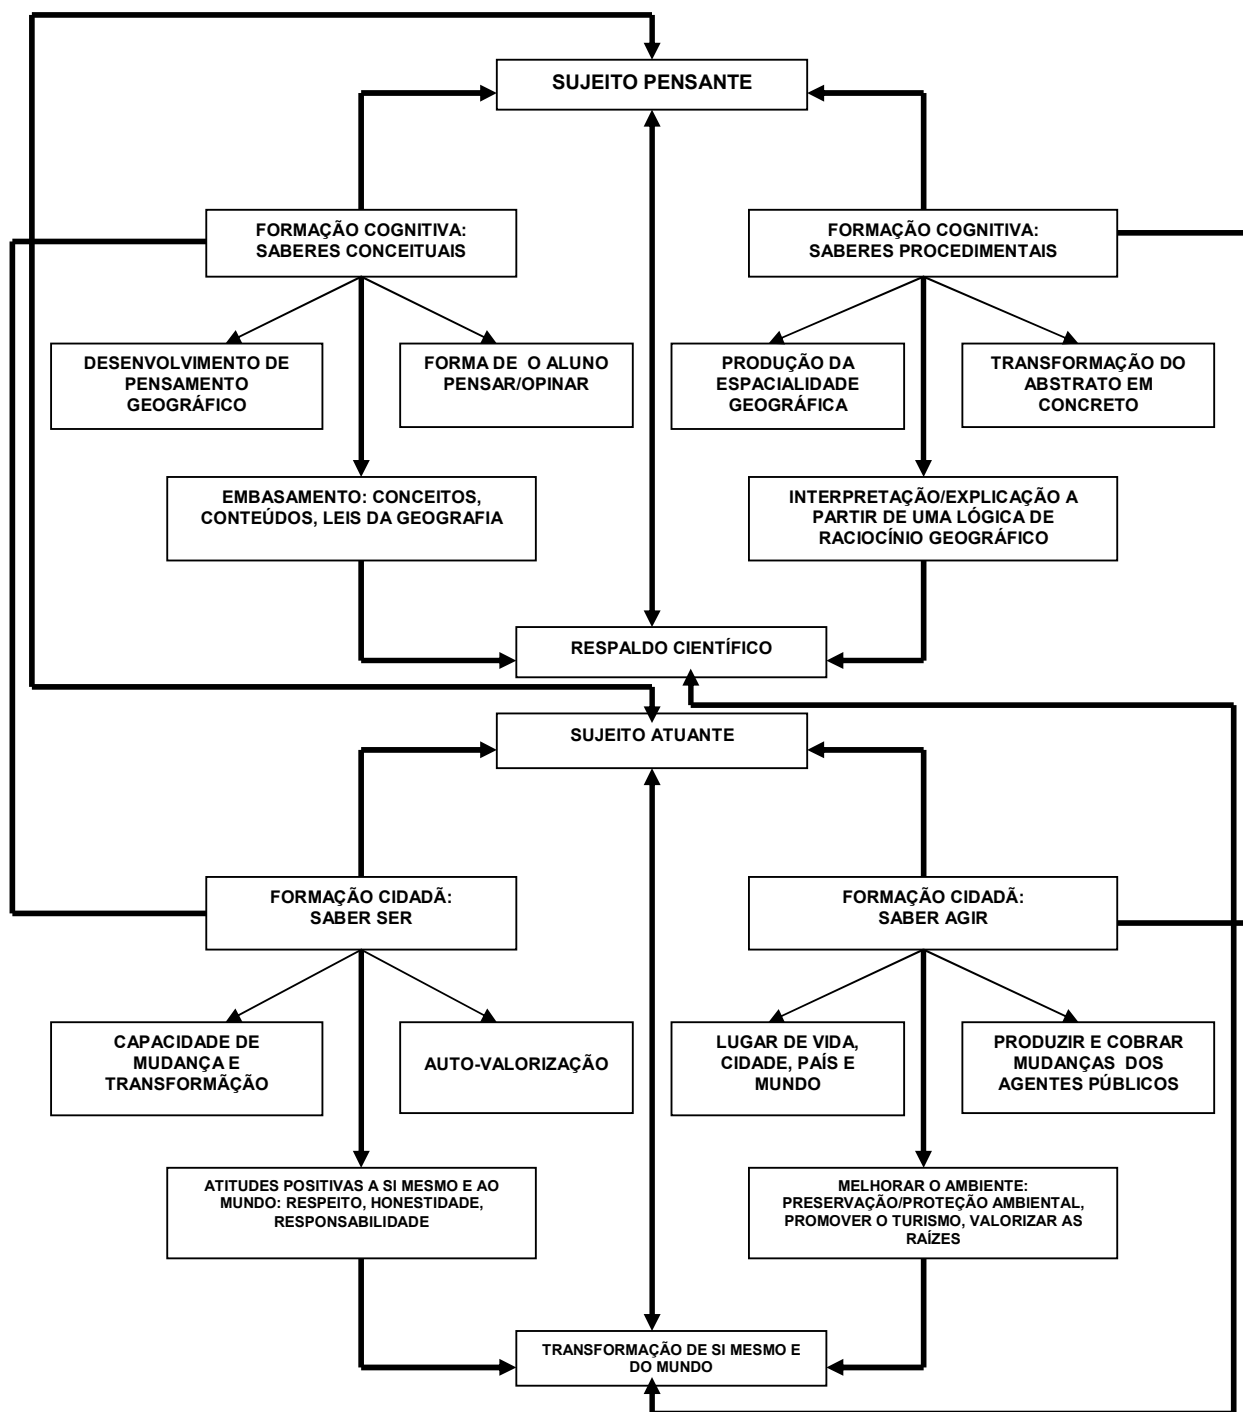 SUJEITO PENSANTE
FORMAÇÃO COGNITIVA:
SABERES CONCEITUAIS
FORMAÇÃO COGNITIVA:
SABERES PROCEDIMENTAIS
DESENVOLVIMENTO DE
PENSAMENTO
GEOGRÁFICO
FORMA DE O ALUNO
PENSAR/OPINAR
PRODUÇÃO DA
ESPACIALIDADE
GEOGRÁFICA
TRANSFORMAÇÃO DO
ABSTRATO EM
CONCRETO
EMBASAMENTO: CONCEITOS,
CONTEÚDOS, LEIS DA GEOGRAFIA
INTERPRETAÇÃO/EXPLICAÇÃO A
PARTIR DE UMA LÓGICA DE
RACIOCÍNIO GEOGRÁFICO
RESPALDO CIENTÍFICO
SUJEITO ATUANTE
FORMAÇÃO CIDADÃ:
SABER SER
FORMAÇÃO CIDADÃ:
SABER AGIR
CAPACIDADE DE
MUDANÇA E
TRANSFORMÃÇÃO
AUTO-VALORIZAÇÃO
LUGAR DE VIDA,
CIDADE, PAÍS E
MUNDO
PRODUZIR E COBRAR
MUDANÇAS DOS
AGENTES PÚBLICOS
ATITUDES POSITIVAS A SI MESMO E AO
MUNDO: RESPEITO, HONESTIDADE,
RESPONSABILIDADE
MELHORAR O AMBIENTE:
PRESERVAÇÃO/PROTEÇÃO AMBIENTAL,
PROMOVER O TURISMO, VALORIZAR AS
RAÍZES
TRANSFORMAÇÃO DE SI MESMO E
DO MUNDO